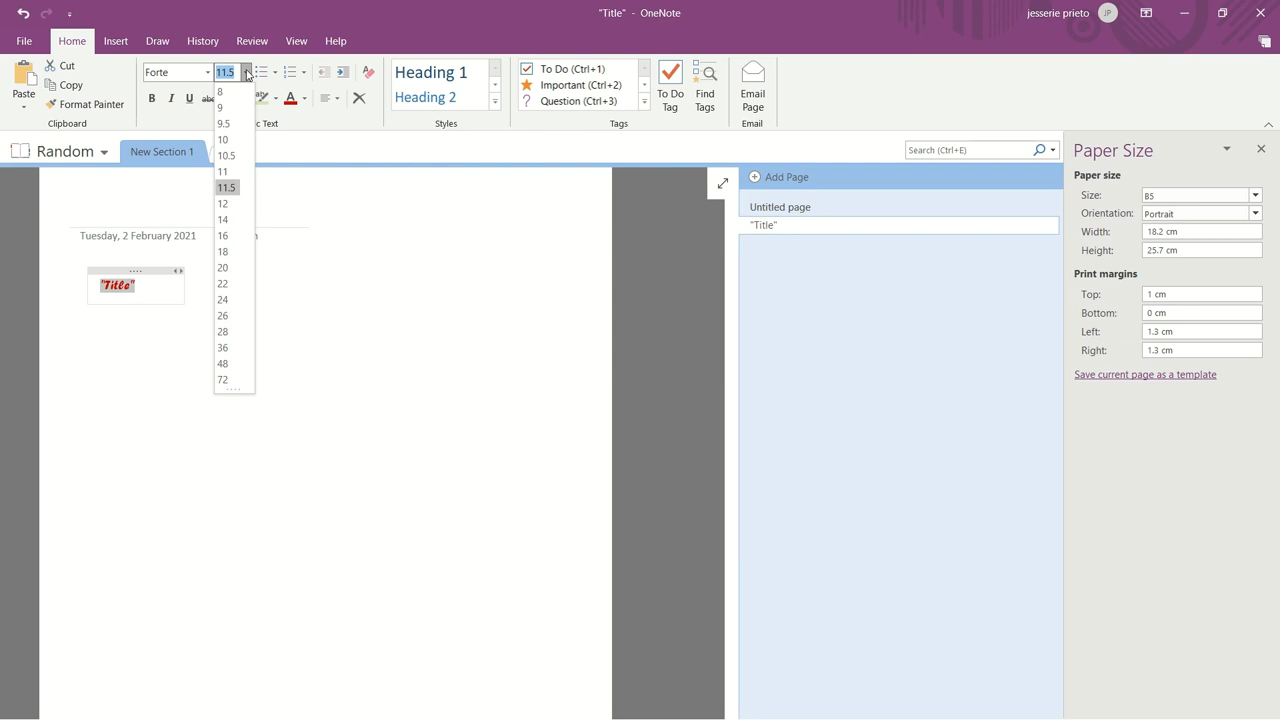 "Title" - OneNote
jesserie prieto JP
File Home Insert Draw History Review View Help
Paste
Cut
Copy
Format Painter
Clipboard
Forte 11.5
B I U abc A
Text
Heading 1
Heading 2
Styles
To Do (Ctrl+1)
Important (Ctrl+2)
Question (Ctrl+3)
Tags
To Do
Tag
Find
Tags
Email
Page
Email
8
9
9.5
10
10.5
11
11.5
12
14
16
18
20
22
24
26
28
36
48
72
Random
New Section 1
Search (Ctrl+E)
Tuesday, 2 February 2021
"Title"
Add Page
Untitled page
"Title"
Paper Size
Paper size
Size: B5
Orientation: Portrait
Width: 18.2 cm
Height: 25.7 cm
Print margins
Top: 1 cm
Bottom: 0 cm
Left: 1.3 cm
Right: 1.3 cm
Save current page as a template